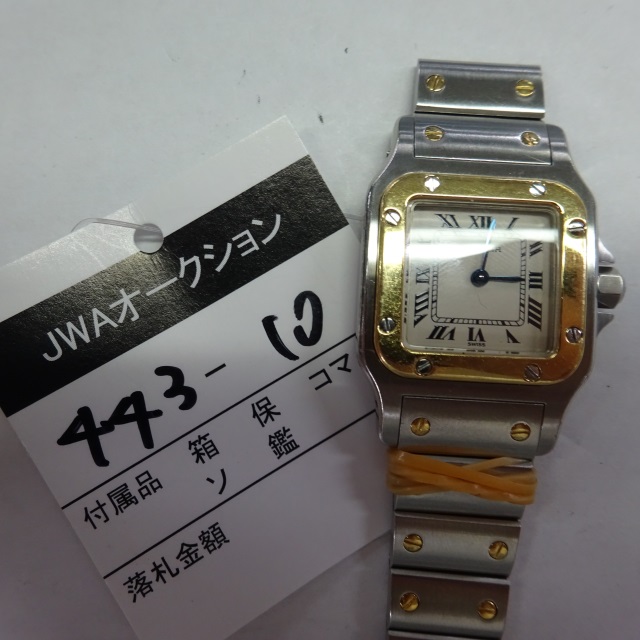 JWAオークション
443-10
付属品 箱 保 コマ
ソ 鑑
落札金額
XII